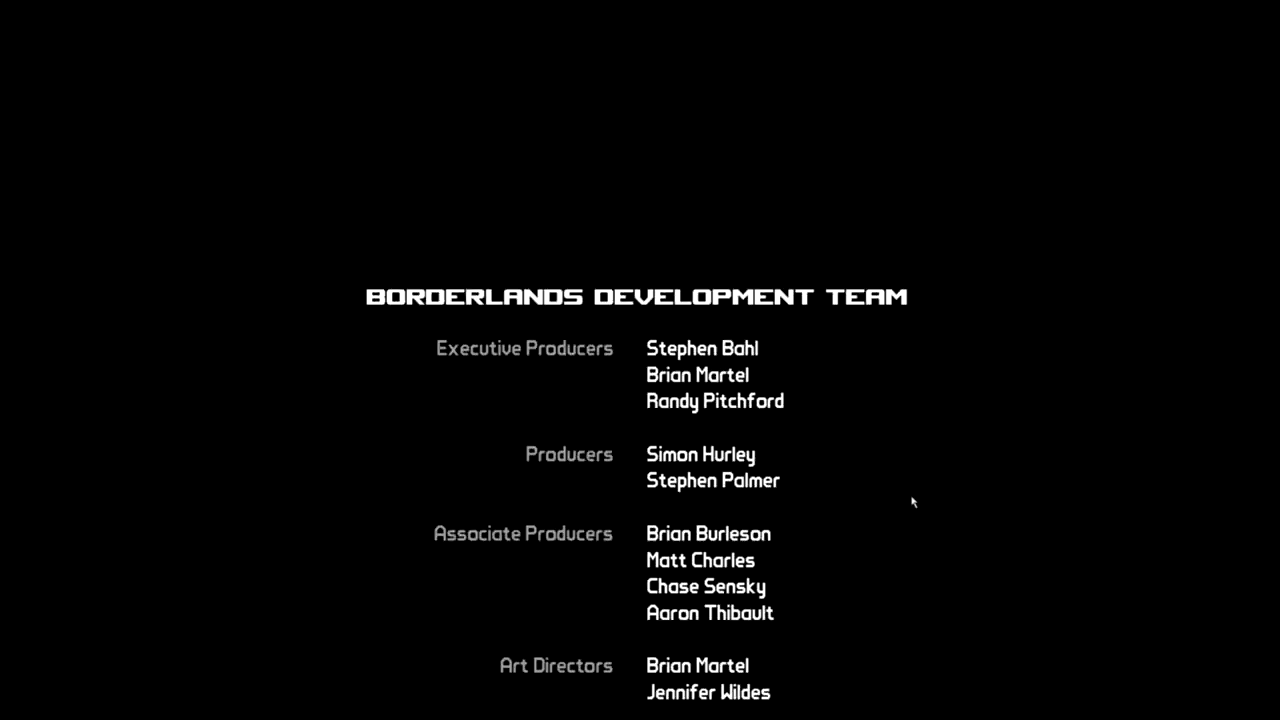 BORDERLANDS DEVELOPMENT TEAM
Executive Producers Stephen Bahl
Brian Martel
Randy Pitchford
Producers Simon Hurley
Stephen Palmer
Associate Producers Brian Burleson
Matt Charles
Chase Sensky
Aaron Thibault
Art Directors Brian Martel
Jennifer Wildes